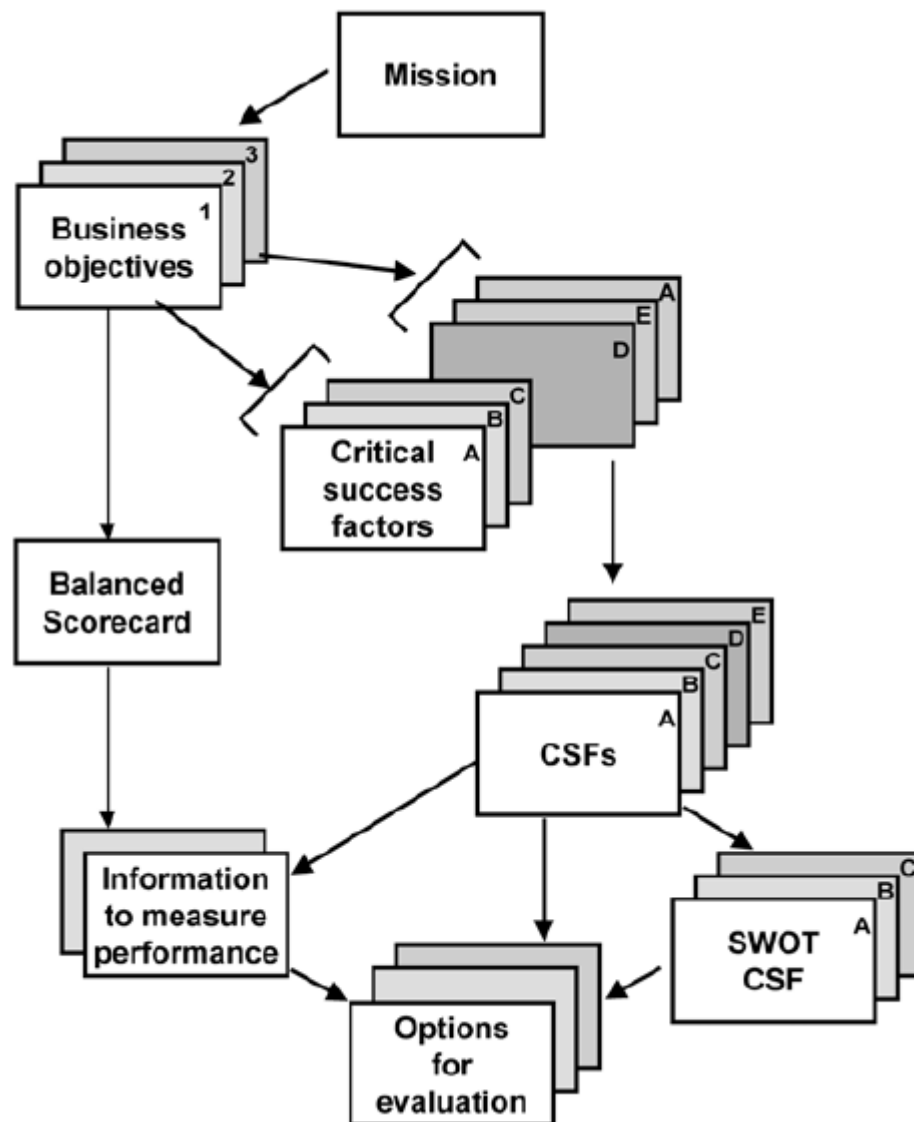 Mission
3
2
1
Business
objectives
A
E
D
C
B
A
Critical
success
factors
Balanced
Scorecard
E
D
C
B
A
CSFs
Information
to measure
performance
C
B
A
SWOT
CSF
Options
for
evaluation